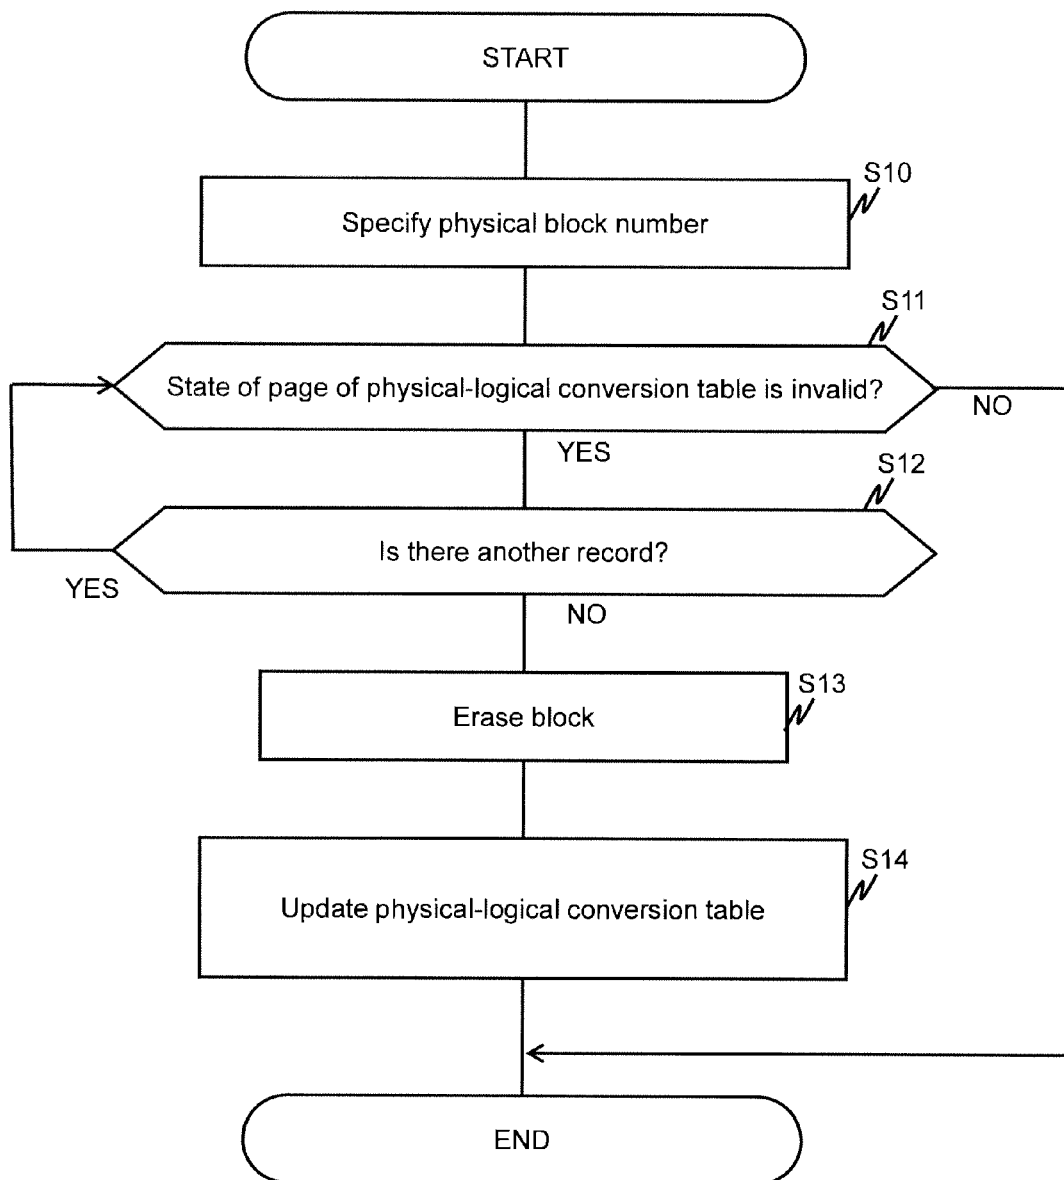 START
S10
Specify physical block number
S11
State of page of physical-logical conversion table is invalid?
NO
YES
S12
Is there another record?
YES
NO
S13
Erase block
S14
Update physical-logical conversion table
END